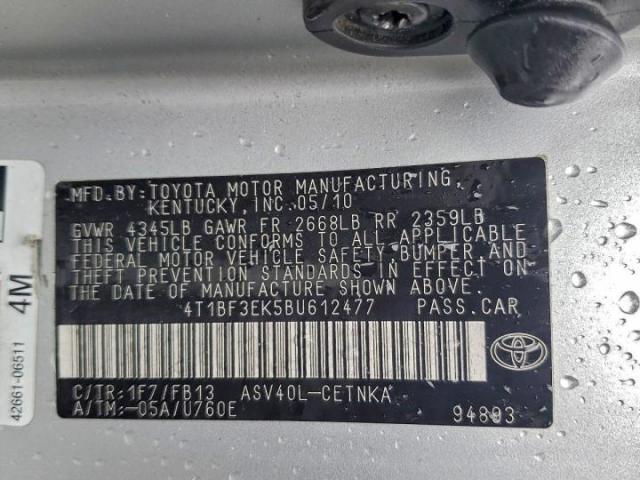 MFD.BY: TOYOTA MOTOR MANUFACTURING,
KENTUCKY, INC. 05/10
GVWR 4345LB GAWR FR 2668LB RR 2359LB
THIS VEHICLE CONFORMS TO ALL APPLICABLE
FEDERAL MOTOR VEHICLE SAFETY, BUMPER, AND
THEFT PREVENTION STANDARDS IN EFFECT ON
THE DATE OF MANUFACTURE SHOWN ABOVE.
4T1BF3EK5BU612477 PASS.CAR
C/TR: 1F7/FB13 ASV40L-CETNKA
A/TM: -05A/U760E 94803
TOYOTA
4M
42661-06511